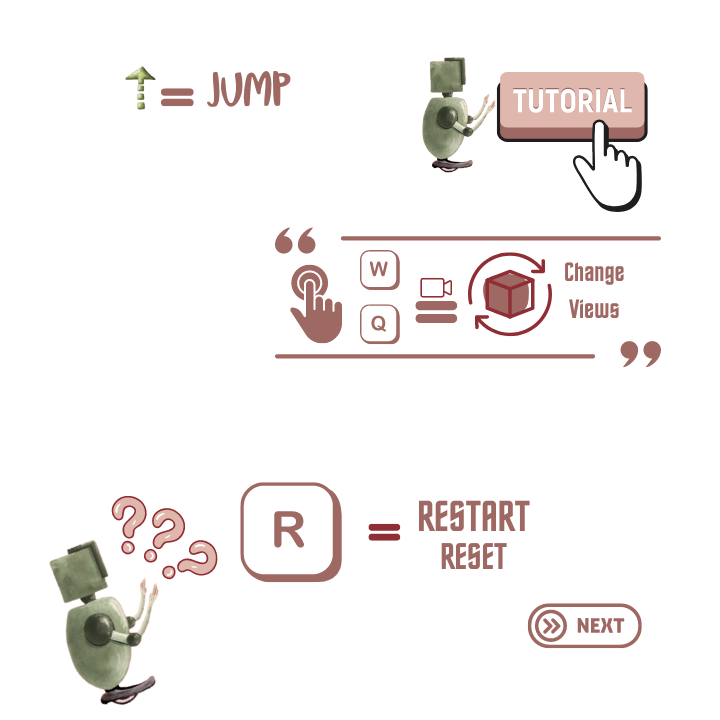 = JUMP
TUTORIAL
“
W
Q
=
Change
Views
”
???
R
=
RESTART
RESET
NEXT